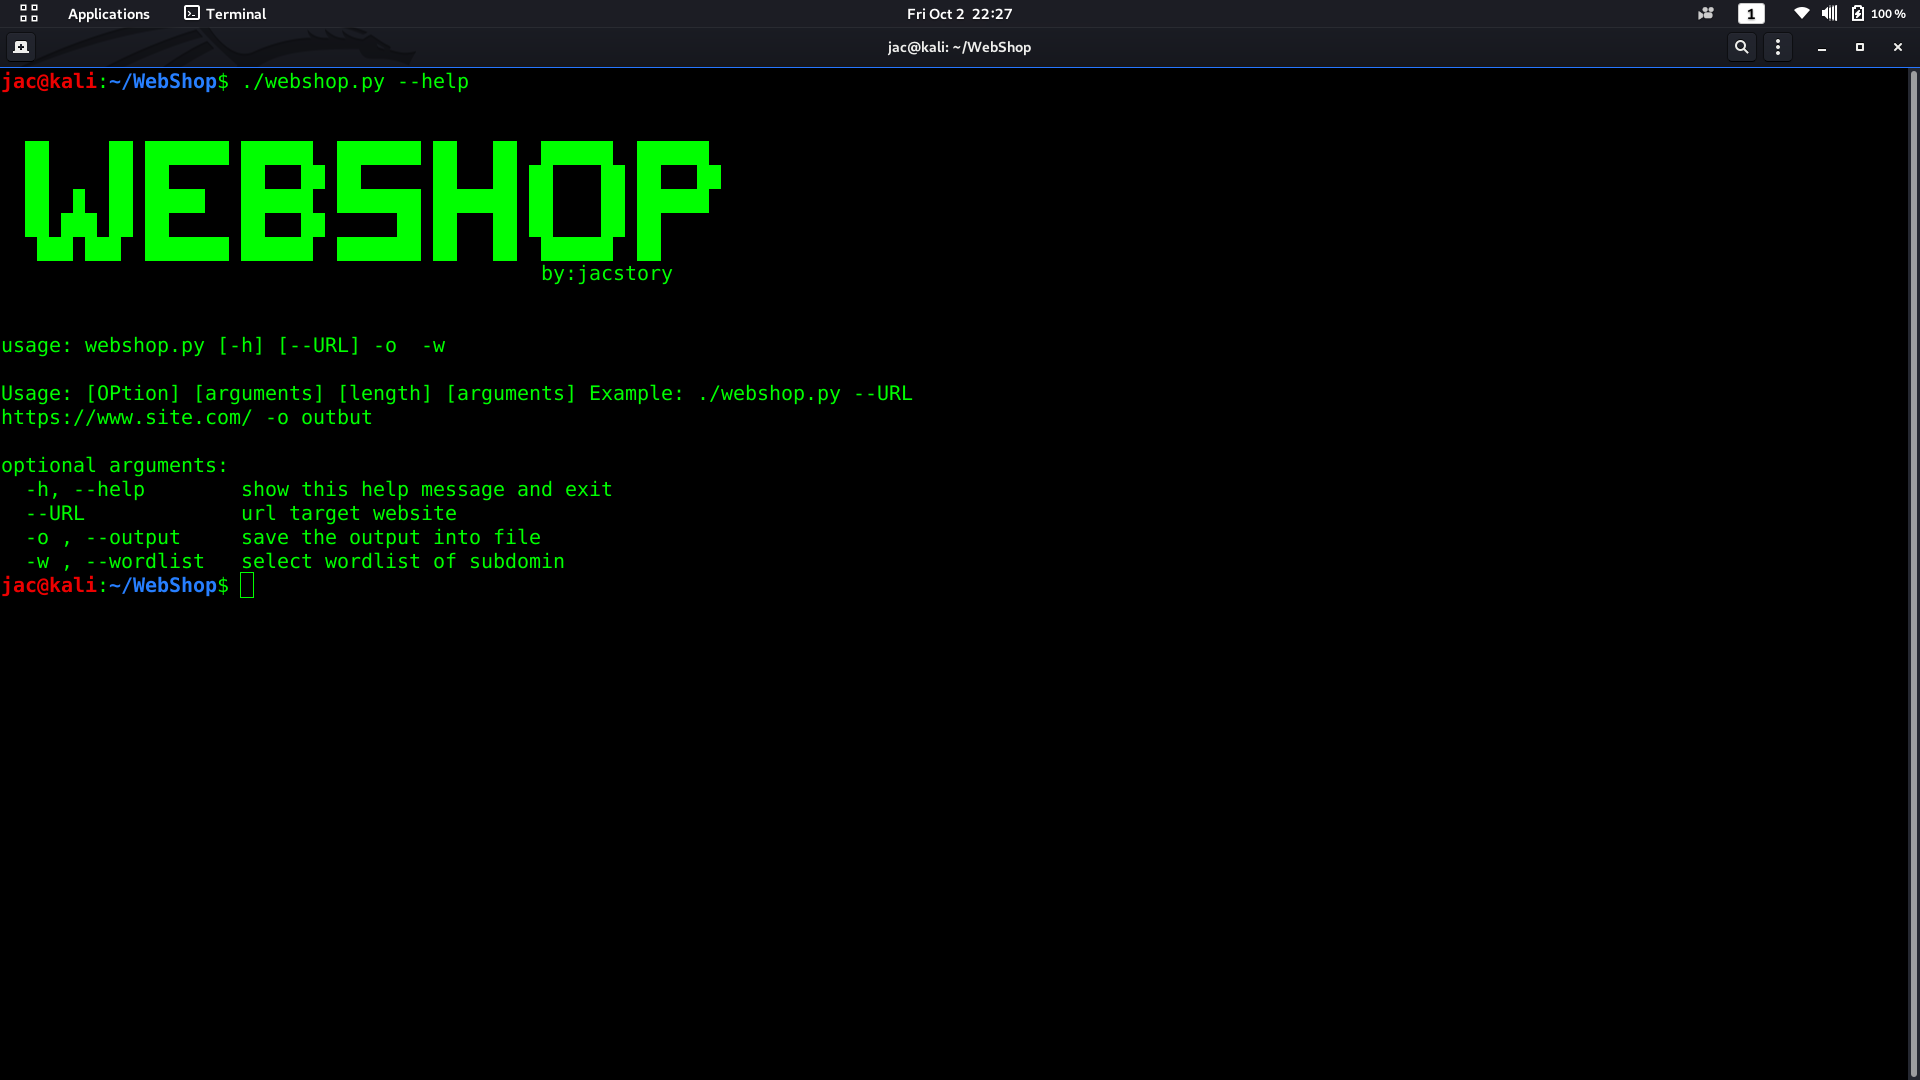 Applications Terminal Fri Oct 2 22:27 1 100 %
jac@kali: ~/WebShop
jac@kali:~/WebShop$ ./webshop.py --help
WEBSHOP
by:jacstory
usage: webshop.py [-h] [--URL] -o  -w
Usage: [OPtion] [arguments] [length] [arguments] Example: ./webshop.py --URL
https://www.site.com/ -o outbut
optional arguments:
-h, --help        show this help message and exit
--URL             url target website
-o , --output     save the output into file
-w , --wordlist   select wordlist of subdomin
jac@kali:~/WebShop$